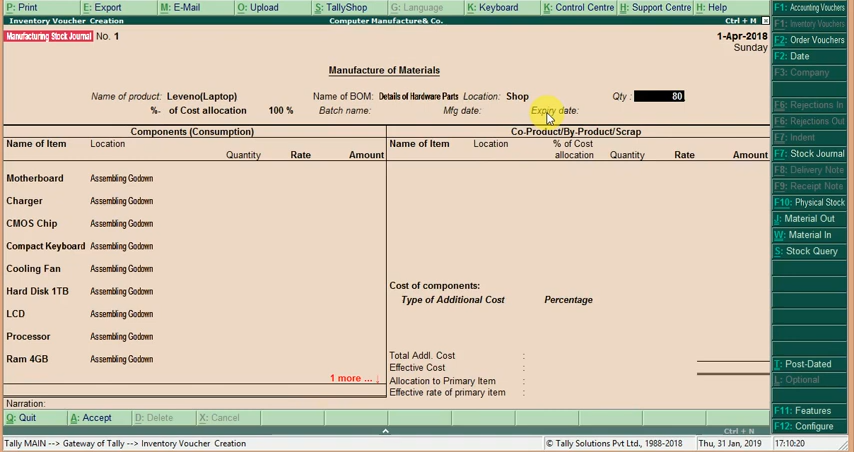 P: Print E: Export M: E-Mail O: Upload S: TallyShop G: Language K: Keyboard K: Control Centre H: Support Centre H: Help
F1: Accounting Vouchers
Inventory Voucher Creation Computer Manufacture& Co. Ctrl + M
F1: Inventory Vouchers
Manufacturing Stock Journal No. 1 1-Apr-2018
F2: Order Vouchers
Sunday
F2: Date
Manufacture of Materials
F3: Company
Name of product: Leveno(Laptop) Name of BOM: Details of Hardware Parts Location: Shop Qty : 80
%- of Cost allocation 100 % Batch name: Mfg date: Expiry date:
F6: Rejections In
F6: Rejections Out
Components (Consumption) Co-Product/By-Product/Scrap
F7: Indent
Name of Item Location Name of Item Location % of Cost
Quantity Rate Amount allocation Quantity Rate Amount
F7: Stock Journal
F8: Delivery Note
Motherboard Assembling Godown
F9: Receipt Note
Charger Assembling Godown
F10: Physical Stock
CMOS Chip Assembling Godown
J: Material Out
W: Material In
Compact Keyboard Assembling Godown
S: Stock Query
Cooling Fan Assembling Godown
Cost of components:
Hard Disk 1TB Assembling Godown
Type of Additional Cost Percentage
LCD Assembling Godown
Processor Assembling Godown
Ram 4GB Assembling Godown
Total Addl. Cost :
T: Post-Dated
Effective Cost :
1 more ... ↓
L: Optional
Allocation to Primary Item :
Effective rate of primary item :
Narration:
F11: Features
Q: Quit A: Accept D: Delete X: Cancel
F12: Configure
Ctrl + N
Tally MAIN --> Gateway of Tally --> Inventory Voucher Creation © Tally Solutions Pvt Ltd., 1988-2018 Thu, 31 Jan, 2019 17:10:20